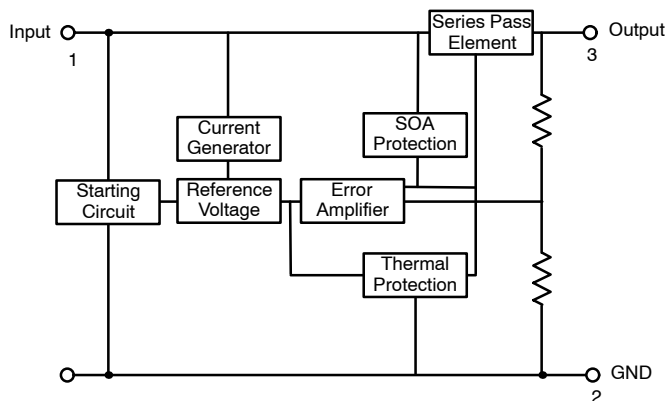 Input
1
Series Pass
Element
Output
3
Current
Generator
SOA
Protection
Starting
Circuit
Reference
Voltage
Error
Amplifier
Thermal
Protection
GND
2